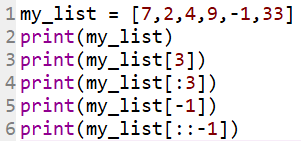 1 my_list = [7,2,4,9,-1,33]
2 print(my_list)
3 print(my_list[3])
4 print(my_list[:3])
5 print(my_list[-1])
6 print(my_list[::-1])